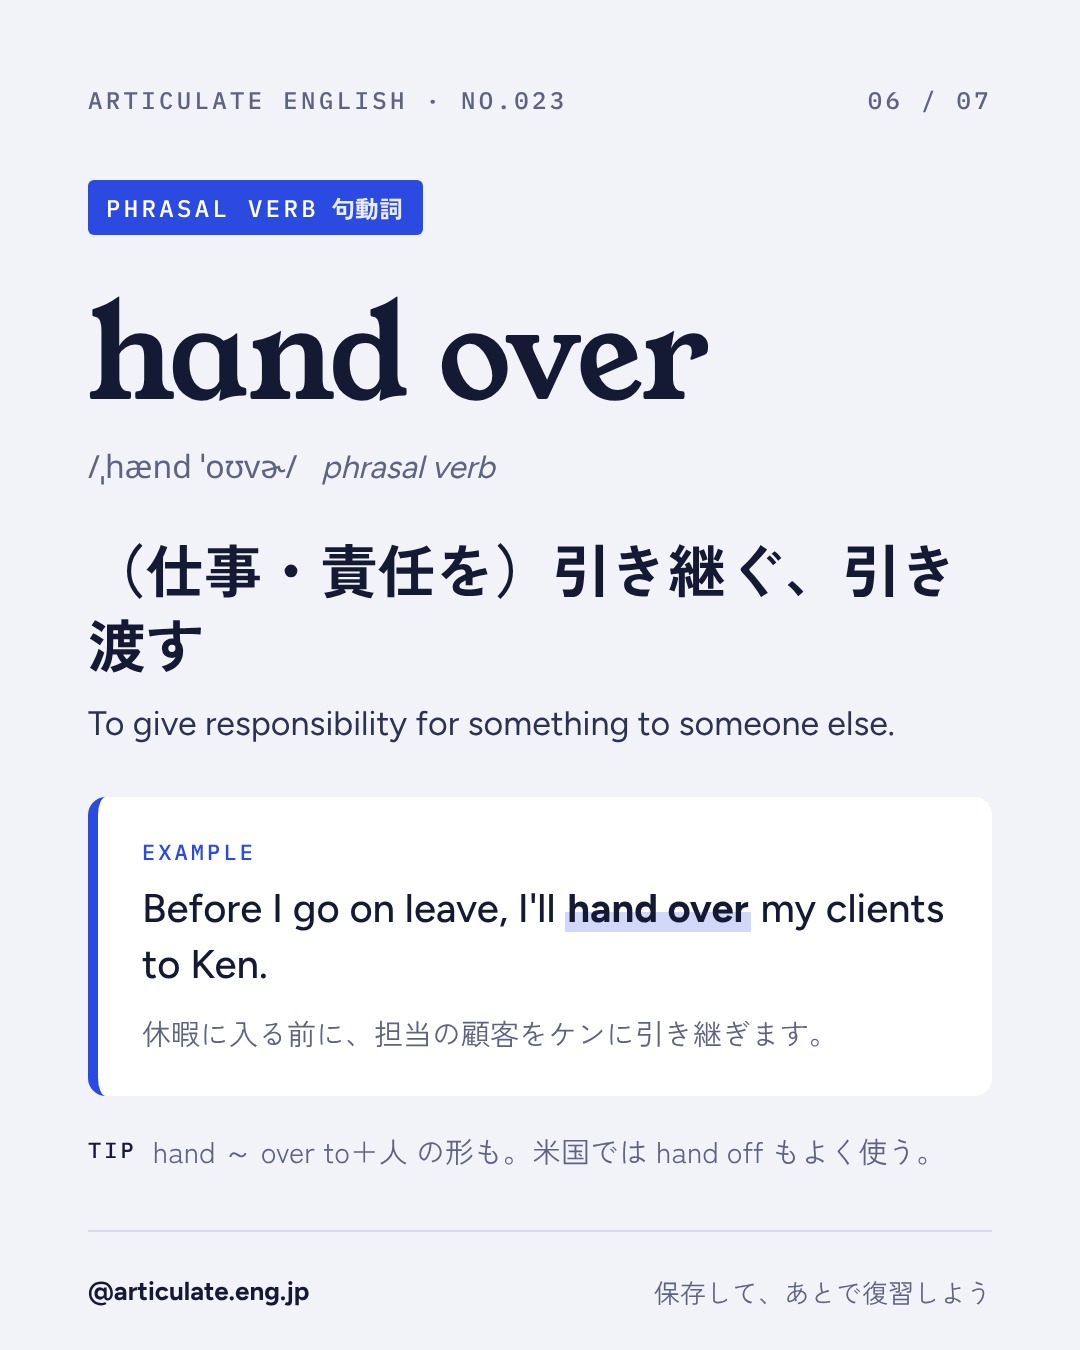 ARTICULATE ENGLISH · NO.023
06 / 07
PHRASAL VERB 句動詞
hand over
/ˌhænd ˈoʊvɚ/ phrasal verb
（仕事・責任を）引き継ぐ、引き
渡す
To give responsibility for something to someone else.
EXAMPLE
Before I go on leave, I'll hand over my clients
to Ken.
休暇に入る前に、担当の顧客をケンに引き継ぎます。
TIP hand ～ over to＋人 の形も。米国では hand off もよく使う。
@articulate.eng.jp
保存して、あとで復習しよう